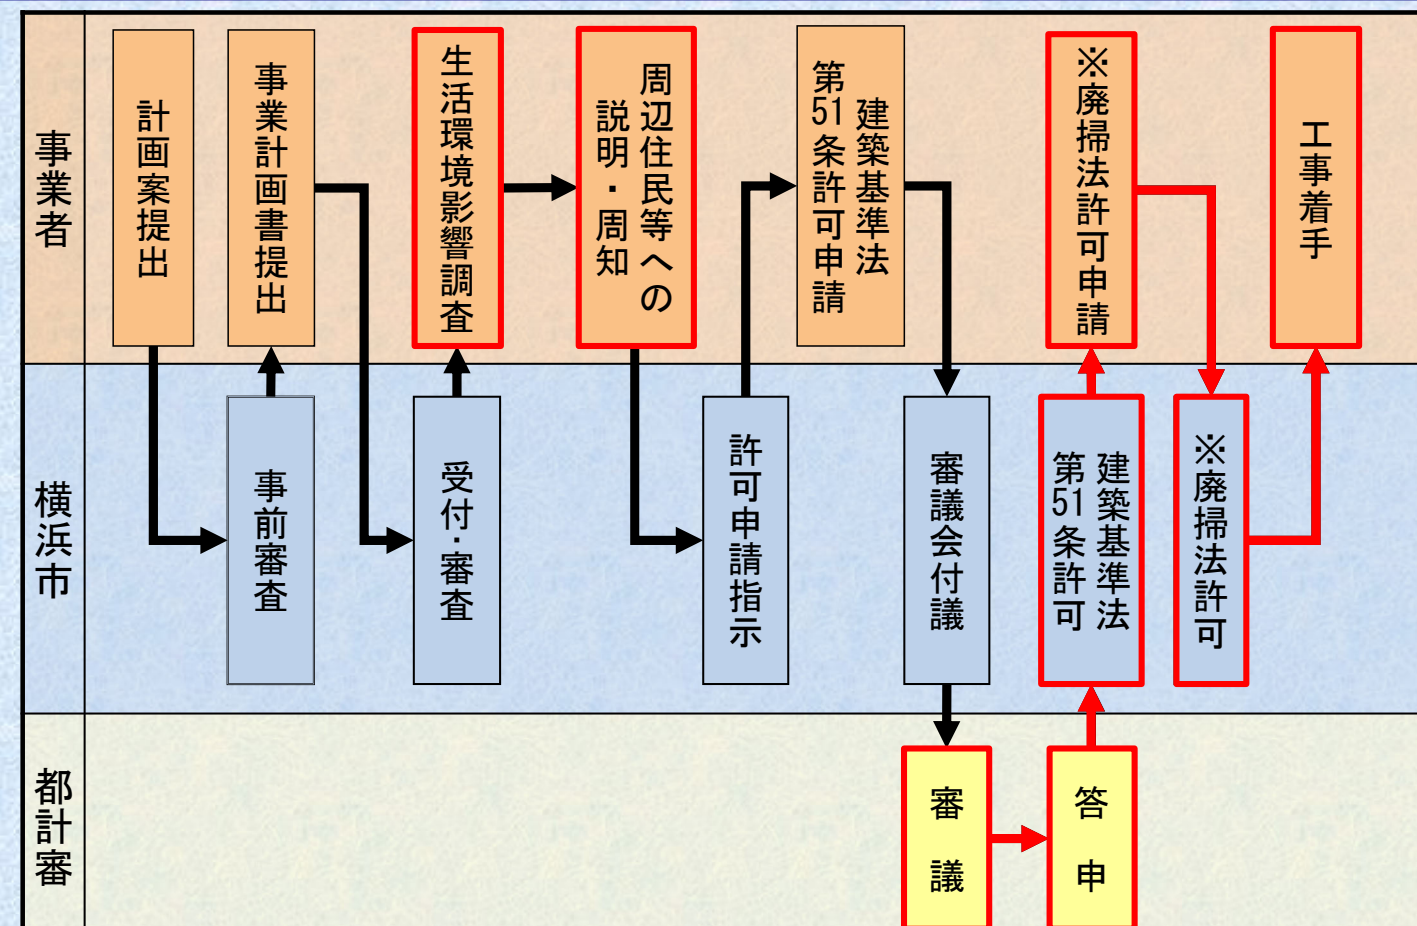 事業者
計画案提出
事業計画書提出
生活環境影響調査
周辺住民等への
説明・周知
建築基準法
第51条許可申請
※廃掃法許可申請
工事着手
横浜市
事前審査
受付・審査
許可申請指示
審議会付議
建築基準法
第51条許可
※廃掃法許可
都計審
審議
答申